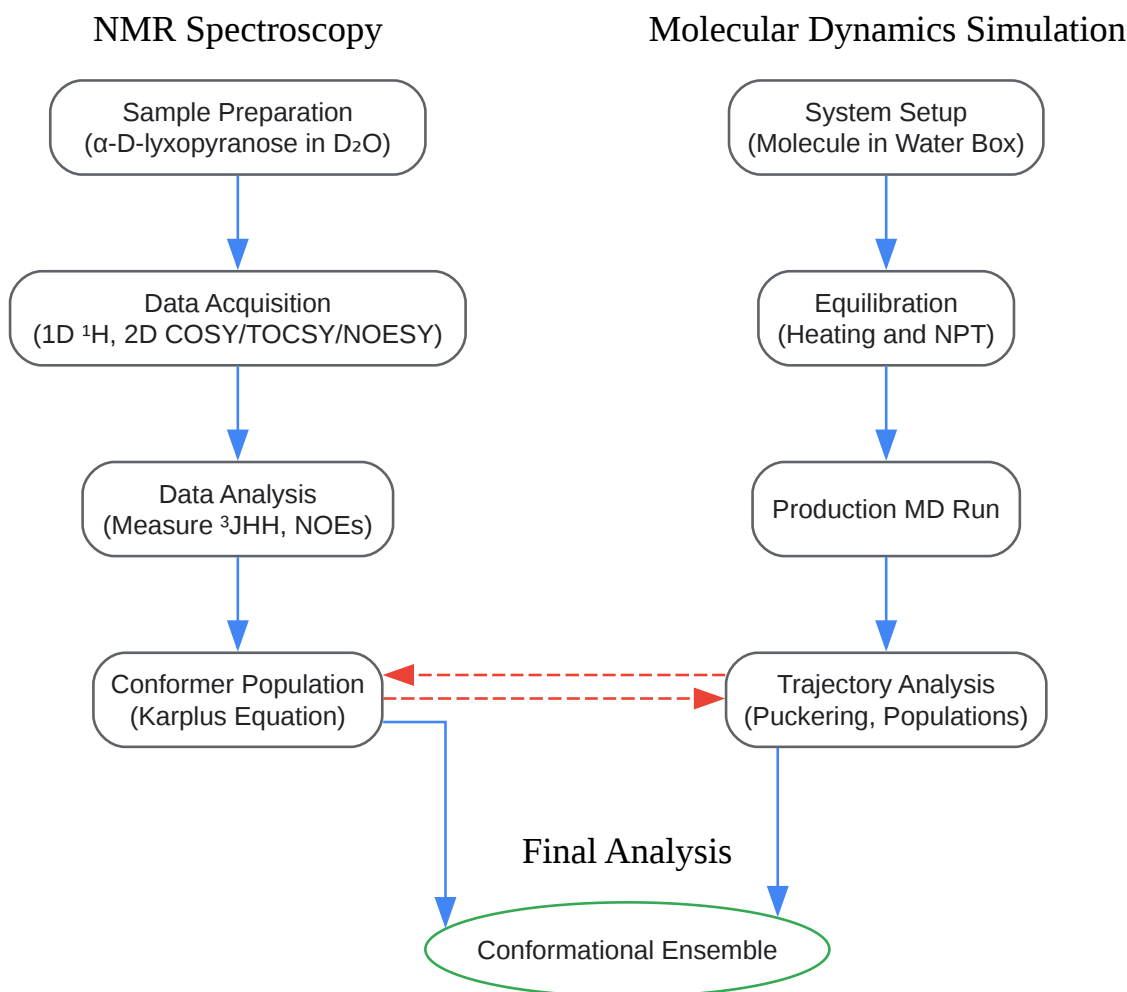 NMR Spectroscopy
Sample Preparation
(α-D-lyxopyranose in D₂O)
Data Acquisition
(1D ¹H, 2D COSY/TOCSY/NOESY)
Data Analysis
(Measure ³JHH, NOEs)
Conformer Population
(Karplus Equation)
Molecular Dynamics Simulation
System Setup
(Molecule in Water Box)
Equilibration
(Heating and NPT)
Production MD Run
Trajectory Analysis
(Puckering, Populations)
Final Analysis
Conformational Ensemble